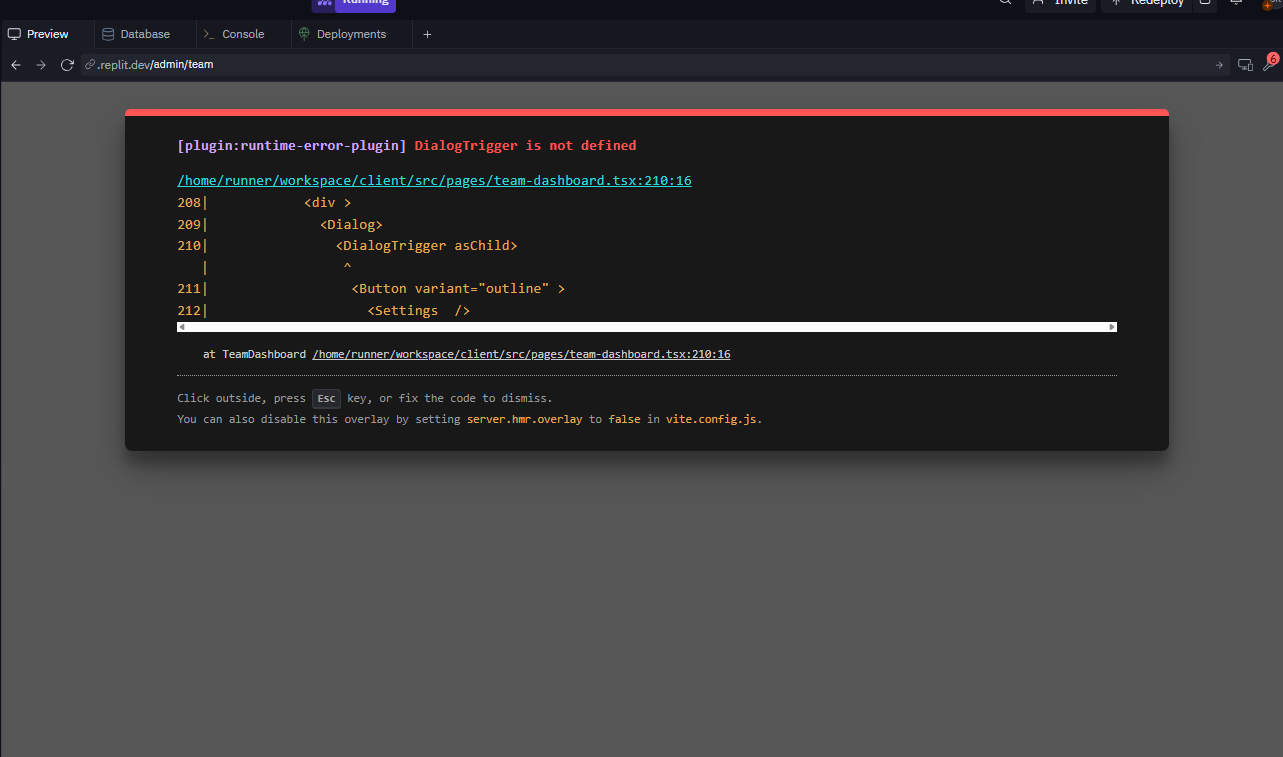 Running
Invite
Redeploy
Preview
Database
Console
Deployments
+
.replit.dev/admin/team
6
[plugin:runtime-error-plugin] DialogTrigger is not defined
/home/runner/workspace/client/src/pages/team-dashboard.tsx:210:16
208|            <div >
209|              <Dialog>
210|                <DialogTrigger asChild>
   |                 ^
211|                  <Button variant="outline" >
212|                    <Settings  />
at TeamDashboard /home/runner/workspace/client/src/pages/team-dashboard.tsx:210:16
Click outside, press Esc key, or fix the code to dismiss.
You can also disable this overlay by setting server.hmr.overlay to false in vite.config.js.